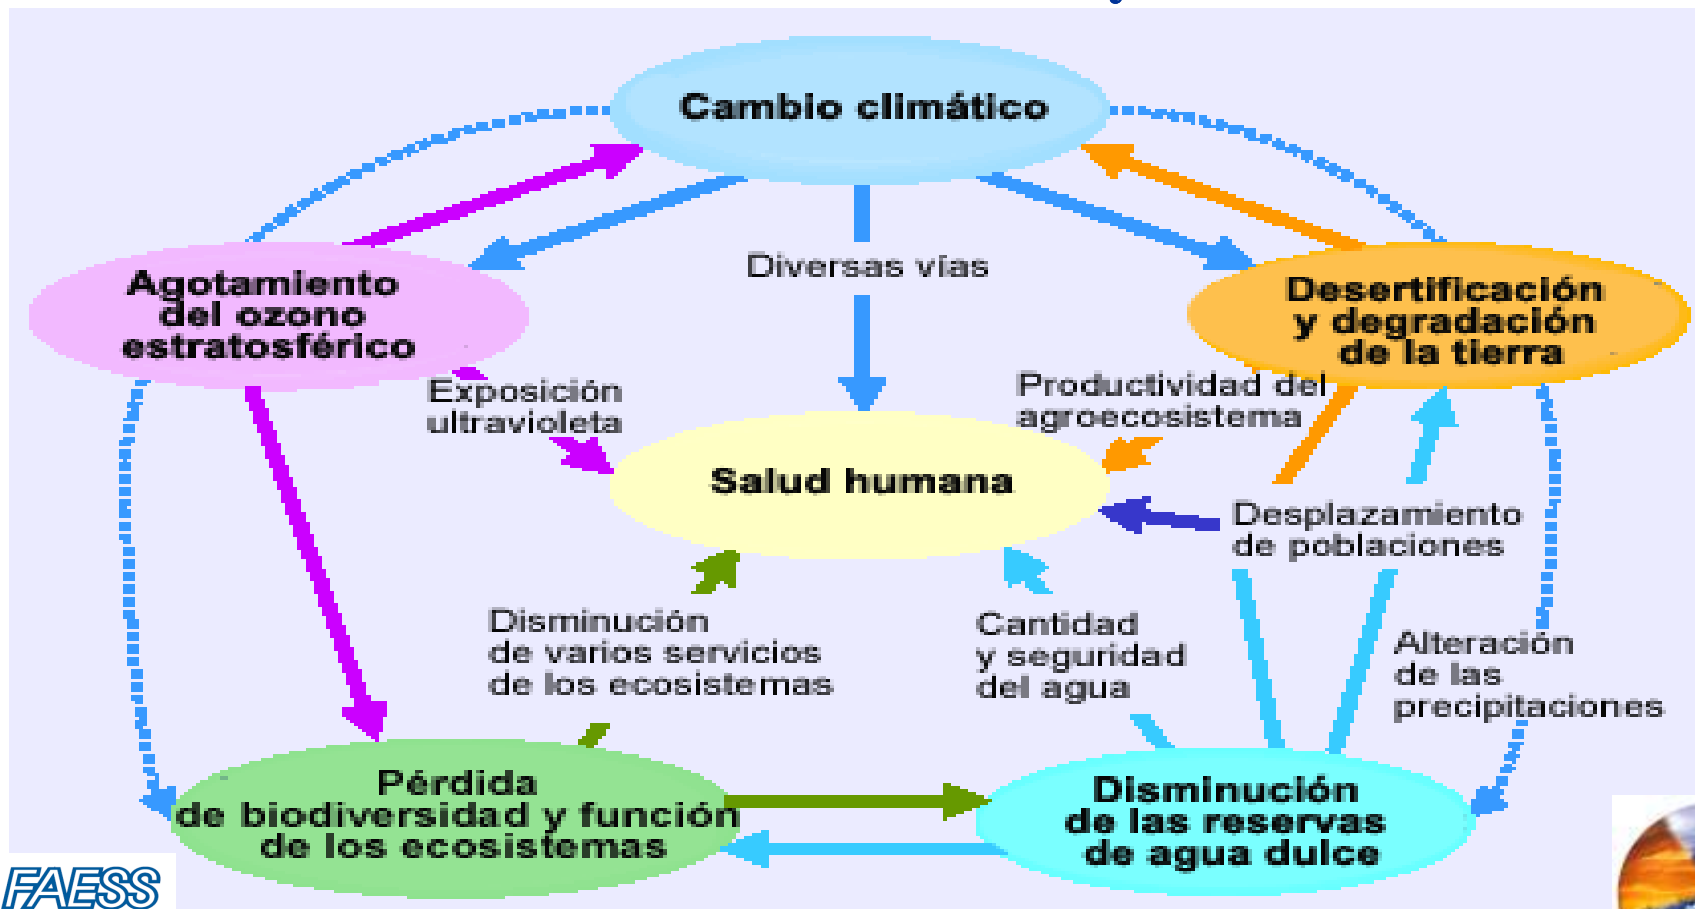 Cambio climático
Diversas vías
Agotamiento
del ozono
estratosférico
Desertificación
y degradación
de la tierra
Exposición
ultravioleta
Productividad del
agroecosistema
Salud humana
Desplazamiento
de poblaciones
Disminución
de varios servicios
de los ecosistemas
Cantidad
y seguridad
del agua
Alteración
de las
precipitaciones
Pérdida
de biodiversidad y función
de los ecosistemas
Disminución
de las reservas
de agua dulce
FAESS